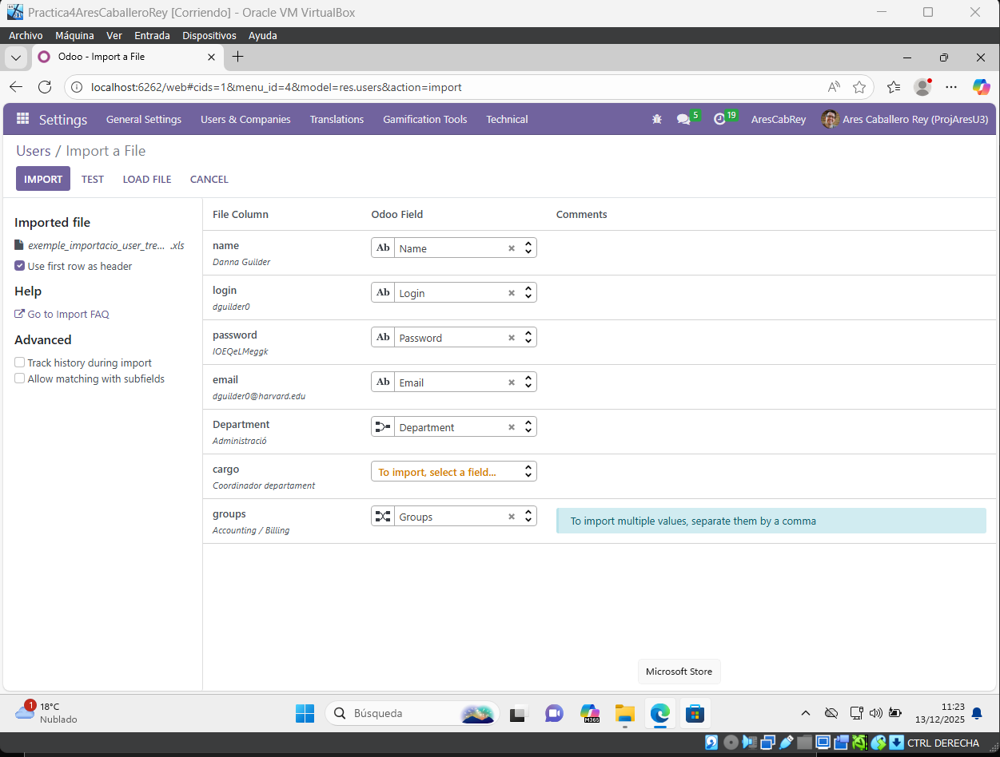 Practica4AresCaballeroRey [Corriendo] - Oracle VM VirtualBox
Archivo Máquina Ver Entrada Dispositivos Ayuda
Odoo - Import a File
localhost:6262/web#cids=1&menu_id=4&model=res.users&action=import
Settings General Settings Users & Companies Translations Gamification Tools Technical 5 19 AresCabRey Ares Caballero Rey (ProjAresU3)
Users / Import a File
IMPORT TEST LOAD FILE CANCEL
Imported file
exemple_importacio_user_tre... .xls
Use first row as header
Help
Go to Import FAQ
Advanced
Track history during import
Allow matching with subfields
File Column Odoo Field Comments
name
Danna Guilder
Ab Name
login
dguilder0
Ab Login
password
IOEQeLMeggk
Ab Password
email
dguilder0@harvard.edu
Ab Email
Department
Administració
Department
cargo
Coordinador departament
To import, select a field...
groups
Accounting / Billing
Groups
To import multiple values, separate them by a comma
Microsoft Store
1
18°C
Nublado
Búsqueda
M365
11:23
13/12/2025
CTRL DERECHA